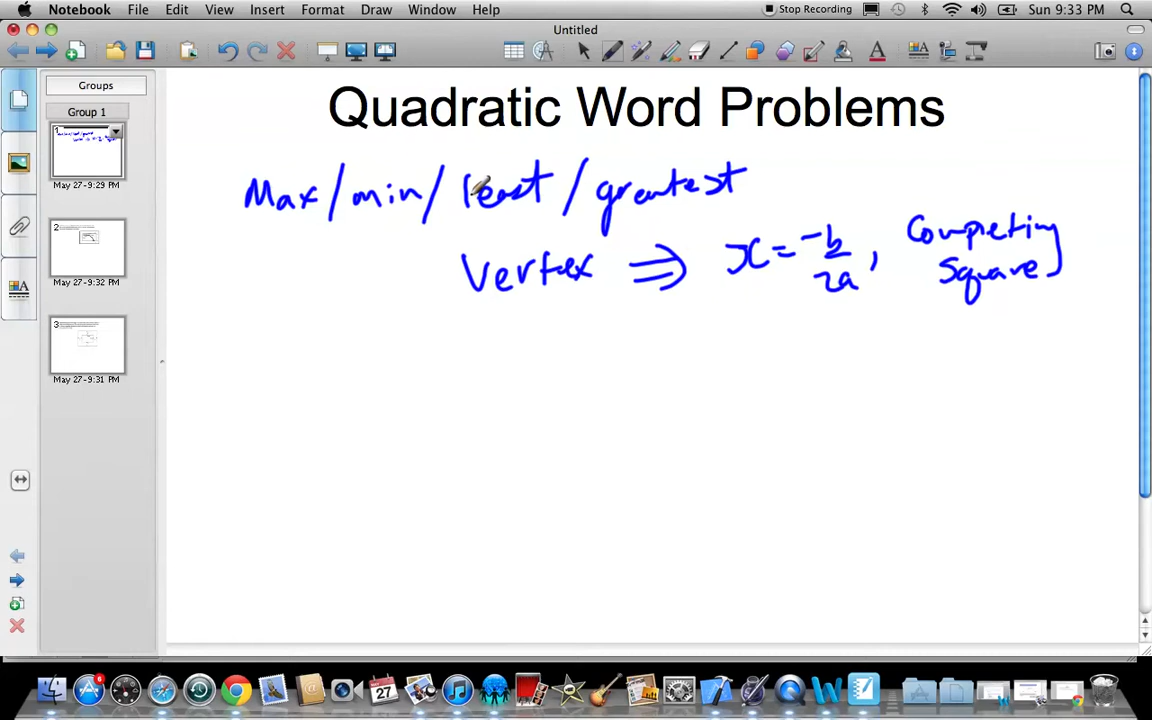 Notebook File Edit View Insert Format Draw Window Help Stop Recording Sun 9:33 PM
Untitled
Groups
Group 1
May 27-9:29 PM
2
May 27-9:32 PM
3
May 27-9:31 PM
Quadratic Word Problems
Max/min/least/greatest
Vertex ⇒ x = -b/2a, Completing
Square